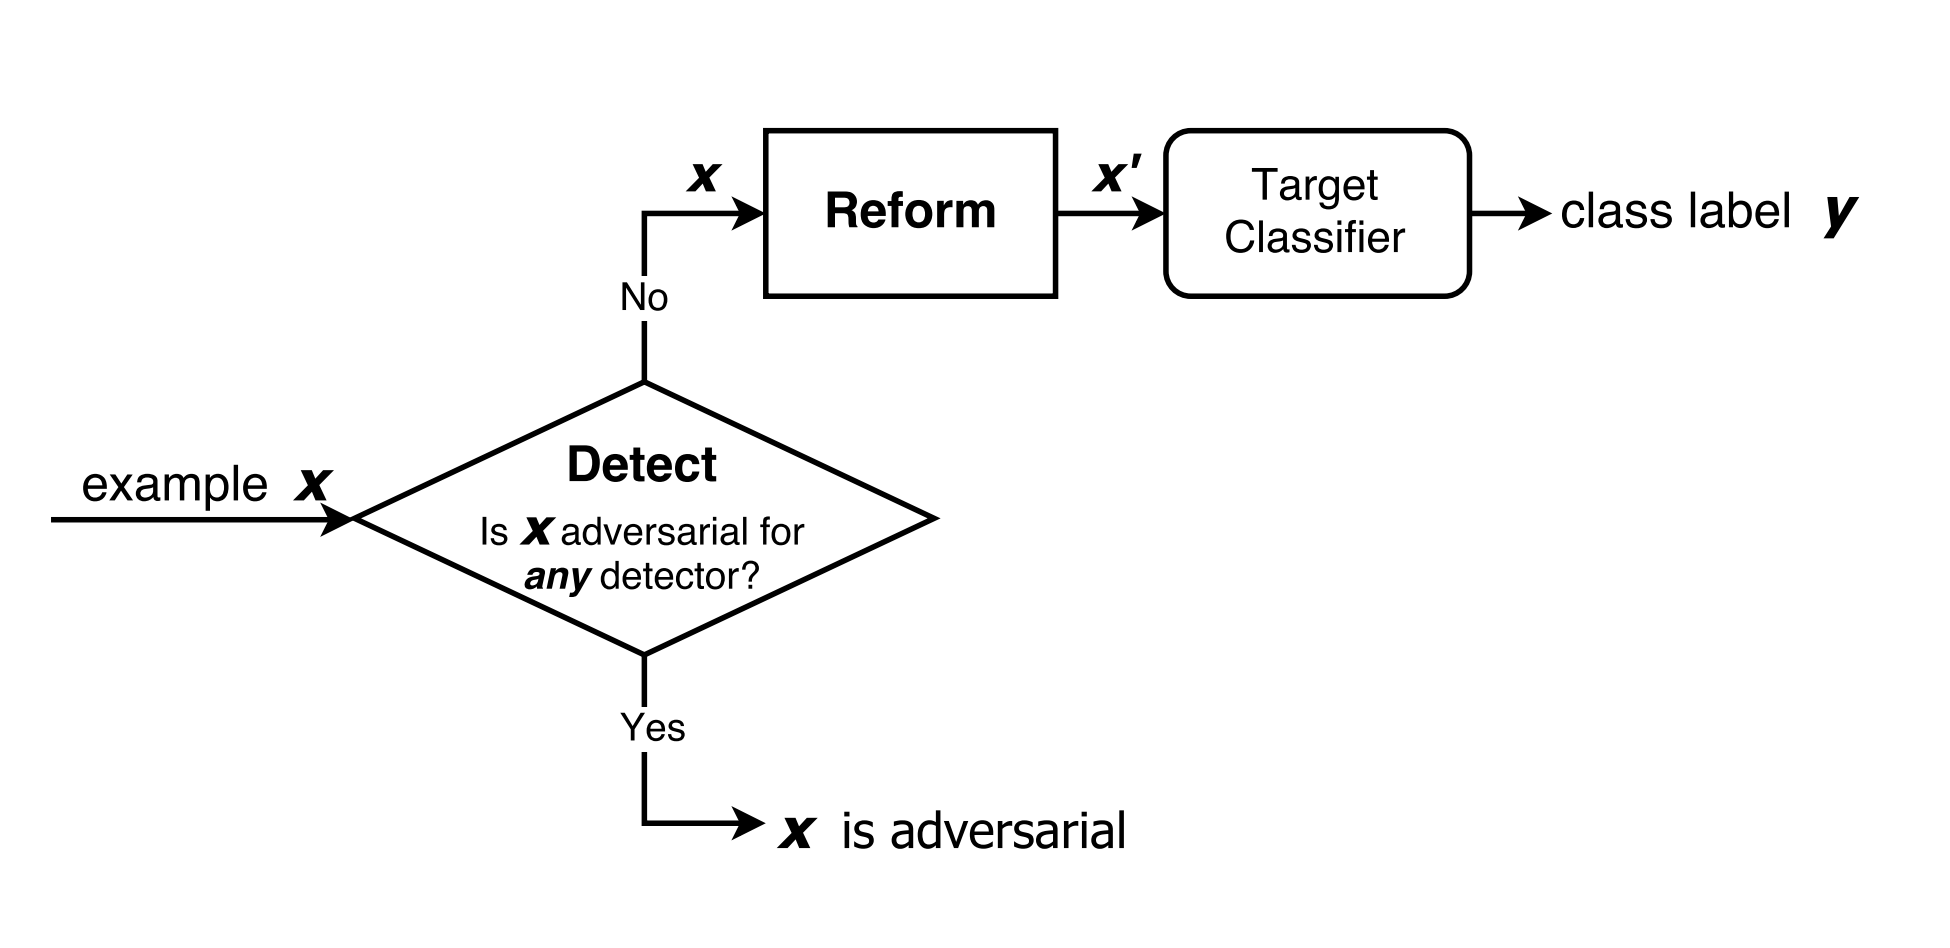 x
Reform
x′
Target
Classifier
class label y
No
example x
Detect
Is x adversarial for
any detector?
Yes
x is adversarial